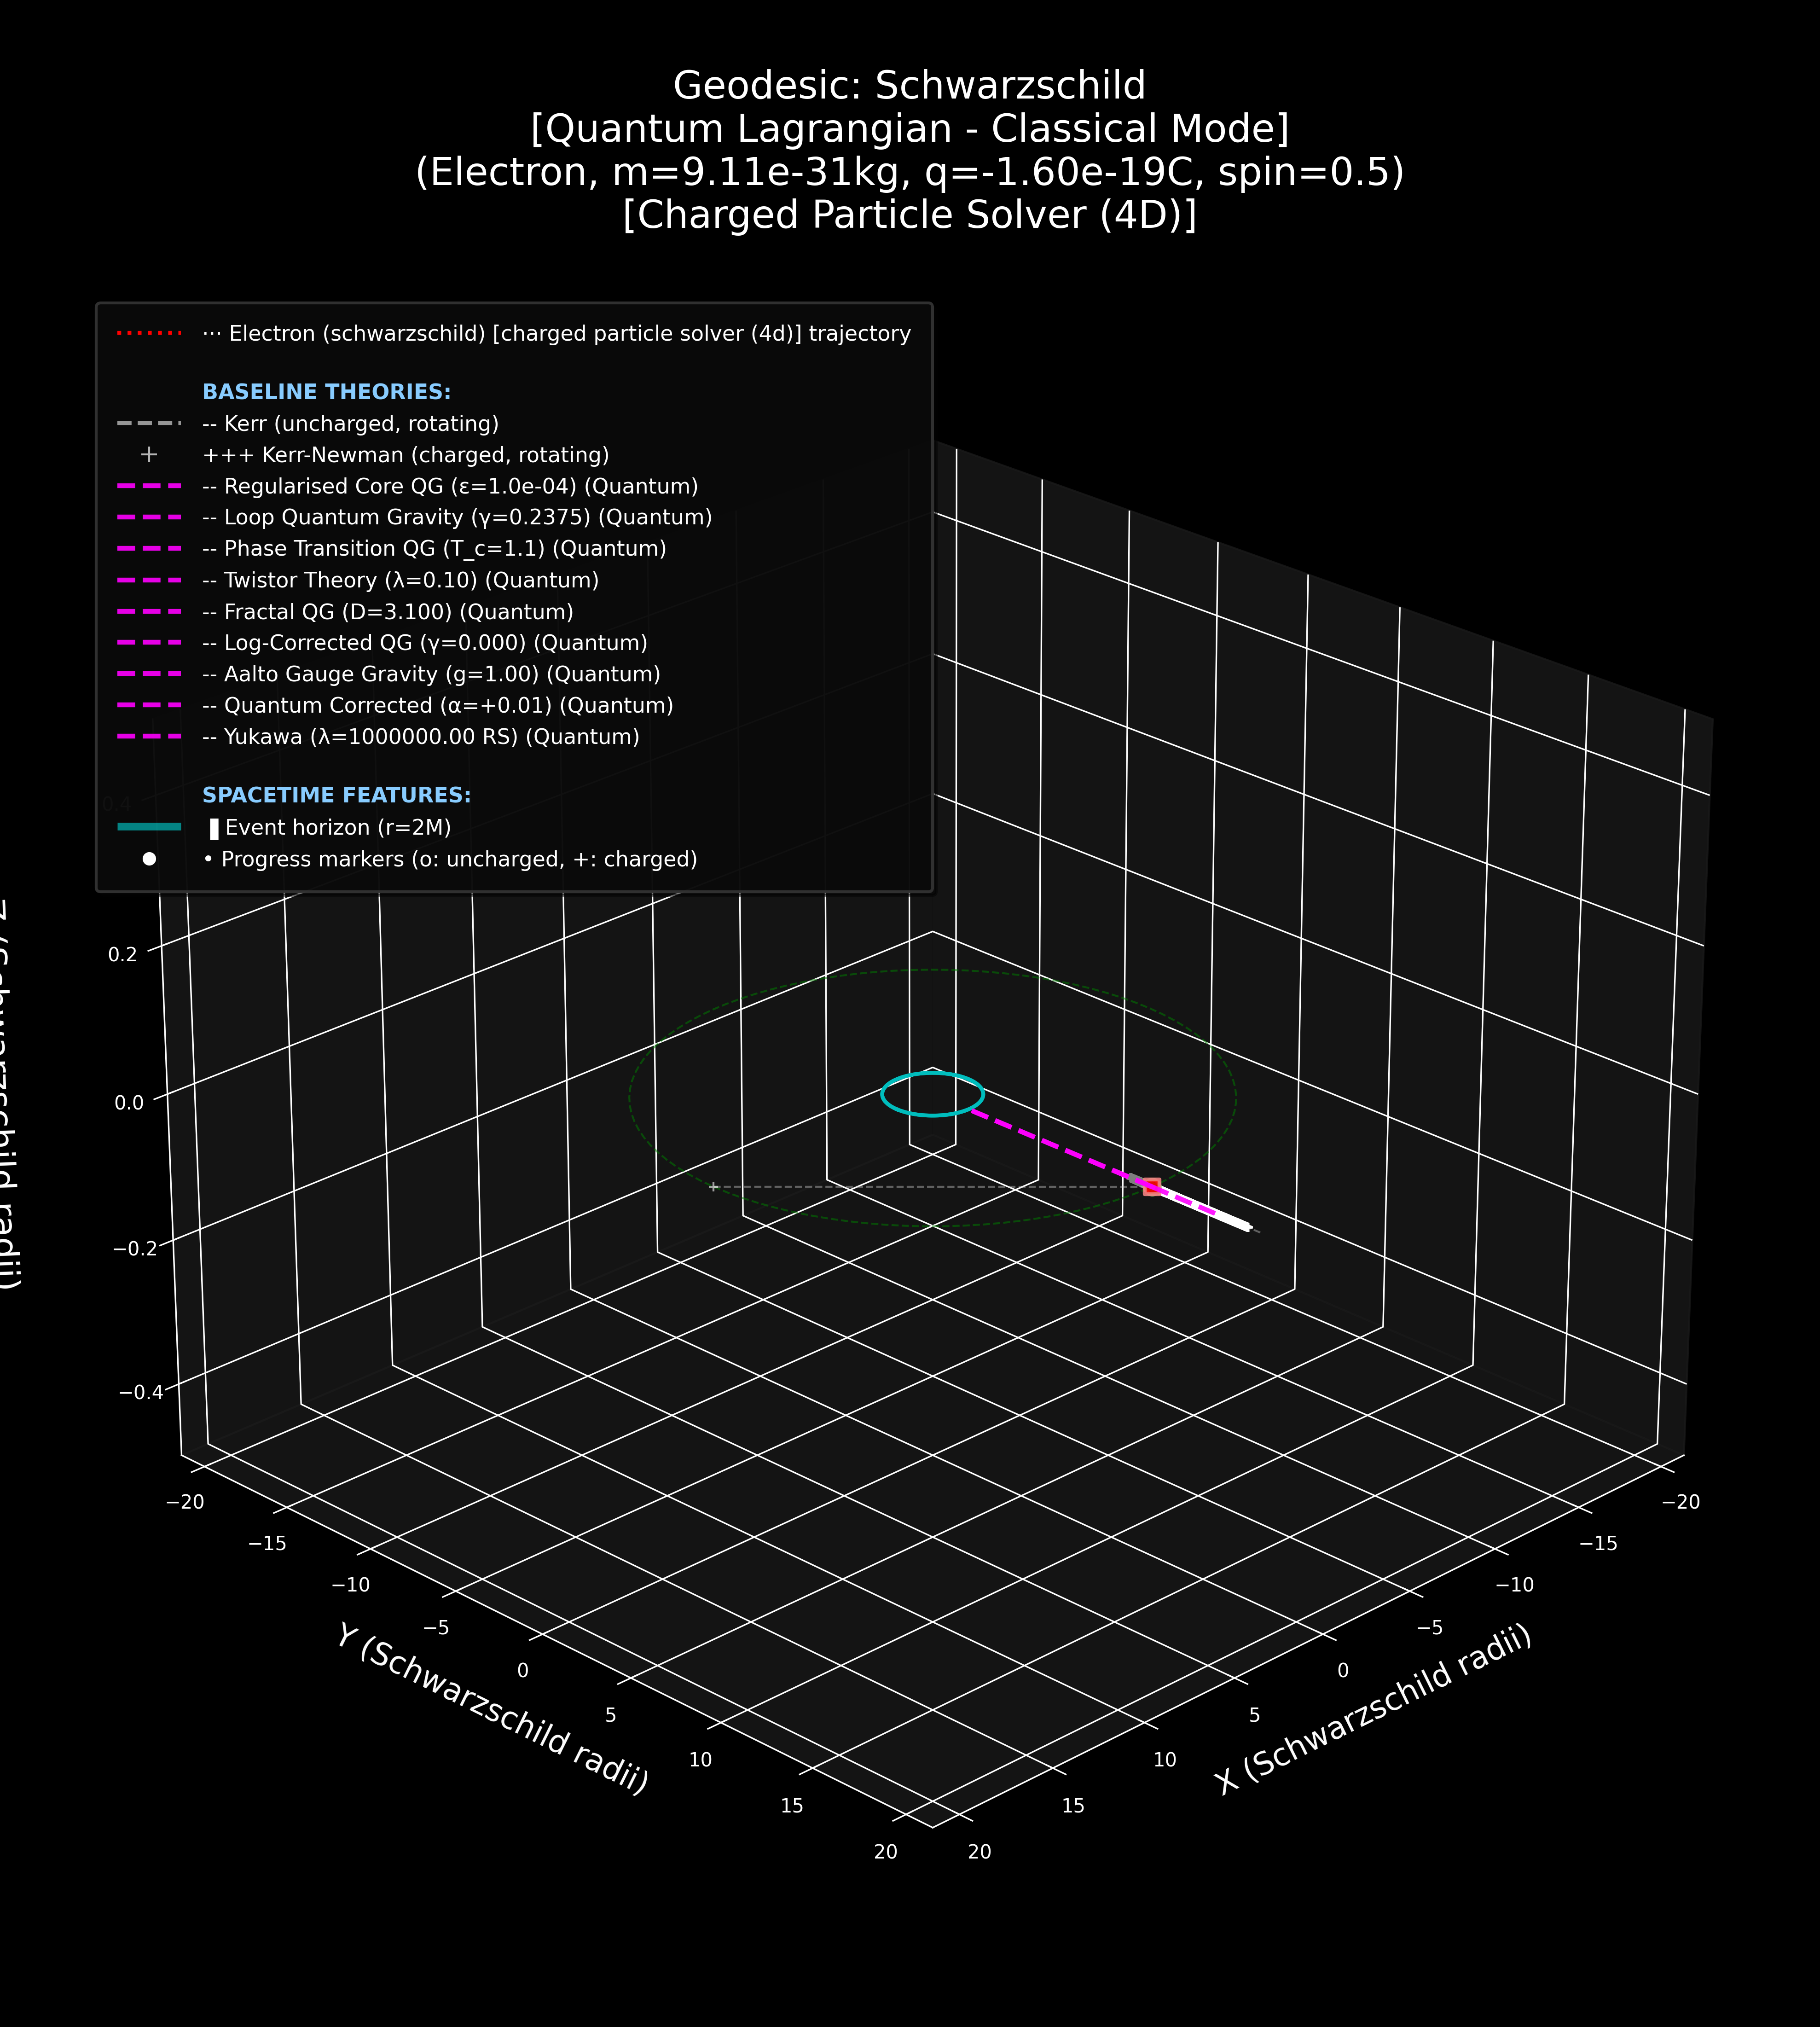 Geodesic: Schwarzschild
[Quantum Lagrangian - Classical Mode]
(Electron, m=9.11e-31kg, q=-1.60e-19C, spin=0.5)
[Charged Particle Solver (4D)]
··· Electron (schwarzschild) [charged particle solver (4d)] trajectory
BASELINE THEORIES:
-- Kerr (uncharged, rotating)
+++ Kerr-Newman (charged, rotating)
-- Regularised Core QG (ε=1.0e-04) (Quantum)
-- Loop Quantum Gravity (γ=0.2375) (Quantum)
-- Phase Transition QG (T_c=1.1) (Quantum)
-- Twistor Theory (λ=0.10) (Quantum)
-- Fractal QG (D=3.100) (Quantum)
-- Log-Corrected QG (γ=0.000) (Quantum)
-- Aalto Gauge Gravity (g=1.00) (Quantum)
-- Quantum Corrected (α=+0.01) (Quantum)
-- Yukawa (λ=1000000.00 RS) (Quantum)
SPACETIME FEATURES:
▐ Event horizon (r=2M)
• Progress markers (o: uncharged, +: charged)
Z (Schwarzschild radii)
0.4
0.2
0.0
−0.2
−0.4
−20
−15
−10
−5
0
5
10
15
20
Y (Schwarzschild radii)
20
15
10
5
0
−5
−10
−15
−20
X (Schwarzschild radii)